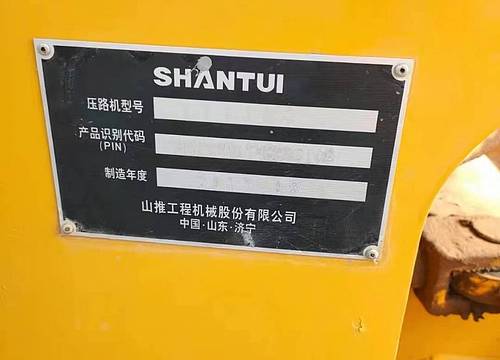 SHANTUI
压路机型号
产品识别代码
(PIN)
制造年度
山推工程机械股份有限公司
中国·山东·济宁